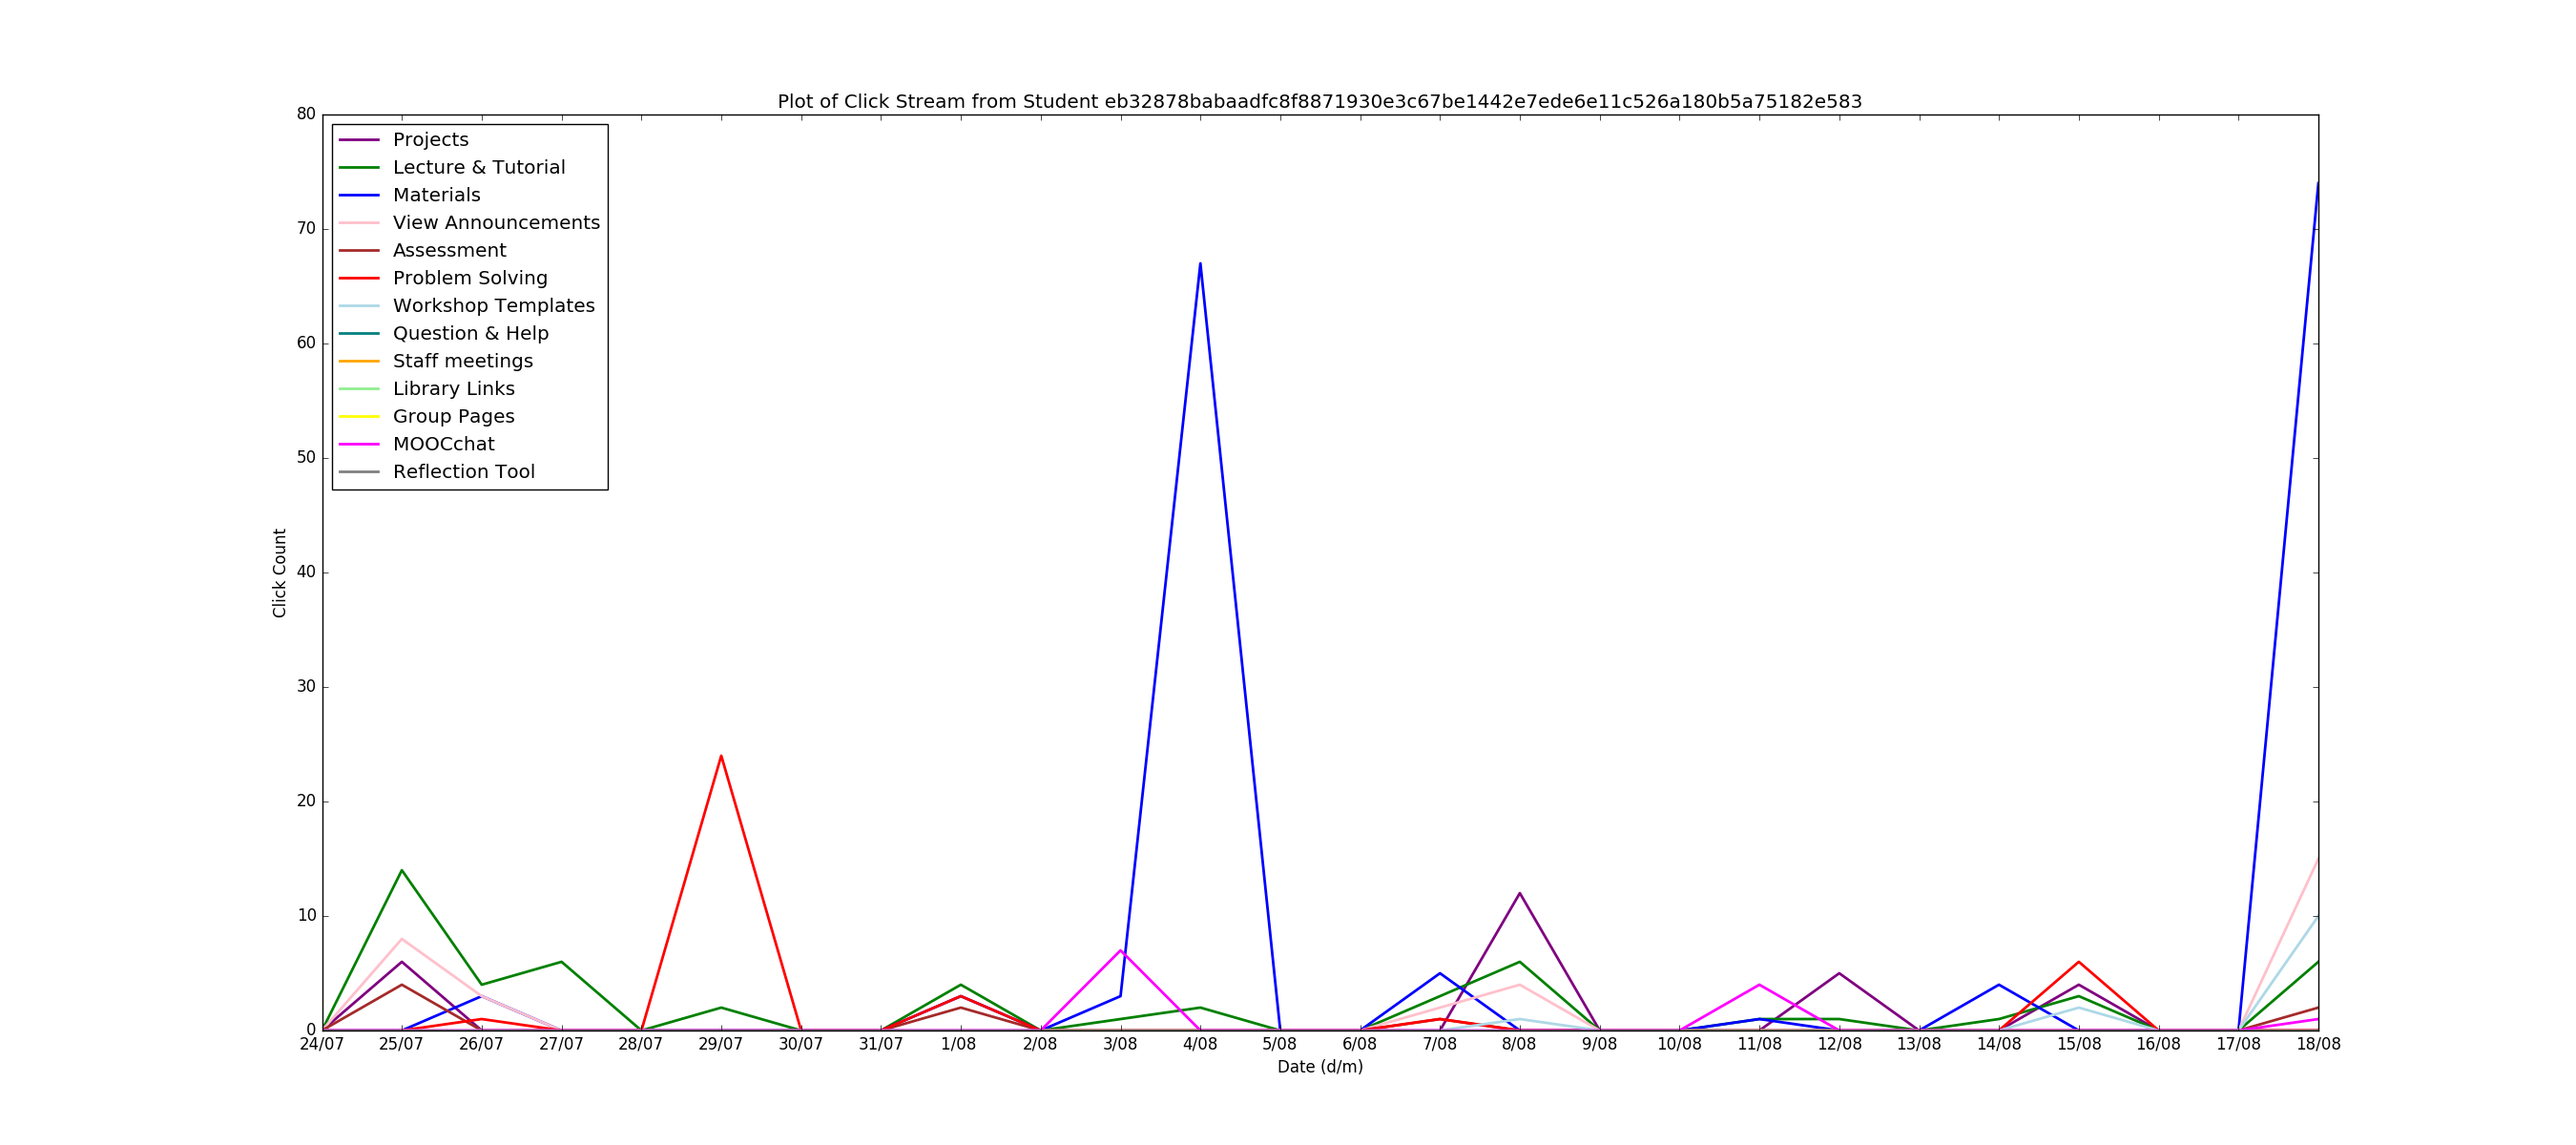 Plot of Click Stream from Student eb32878babaadfc8f8871930e3c67be1442e7ede6e11c526a180b5a75182e583
80
70
60
50
40
30
20
10
0
Click Count
Projects
Lecture & Tutorial
Materials
View Announcements
Assessment
Problem Solving
Workshop Templates
Question & Help
Staff meetings
Library Links
Group Pages
MOOCchat
Reflection Tool
24/07 25/07 26/07 27/07 28/07 29/07 30/07 31/07 1/08 2/08 3/08 4/08 5/08 6/08 7/08 8/08 9/08 10/08 11/08 12/08 13/08 14/08 15/08 16/08 17/08 18/08
Date (d/m)